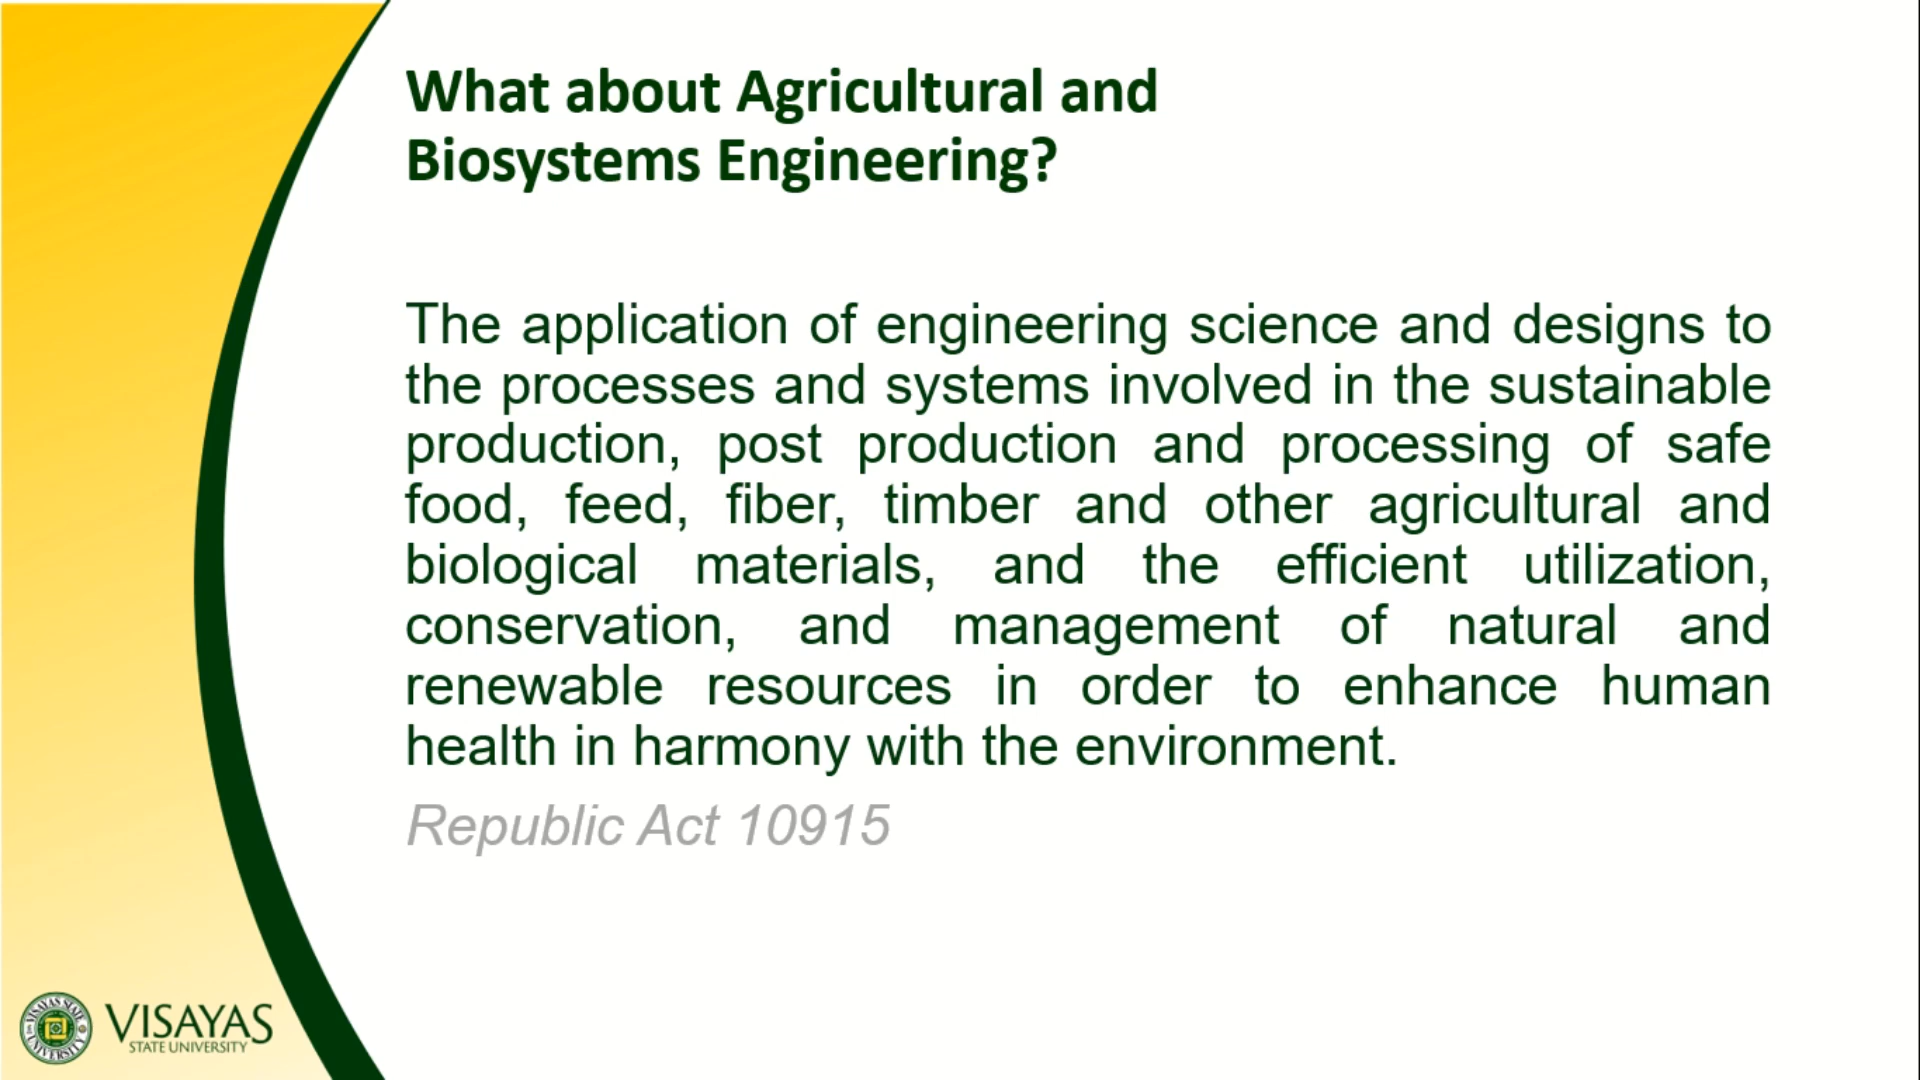 What about Agricultural and
Biosystems Engineering?
The application of engineering science and designs to
the processes and systems involved in the sustainable
production, post production and processing of safe
food, feed, fiber, timber and other agricultural and
biological materials, and the efficient utilization,
conservation, and management of natural and
renewable resources in order to enhance human
health in harmony with the environment.
Republic Act 10915
VISAYAS STATE
UNIVERSITY
VISAYAS
STATE UNIVERSITY